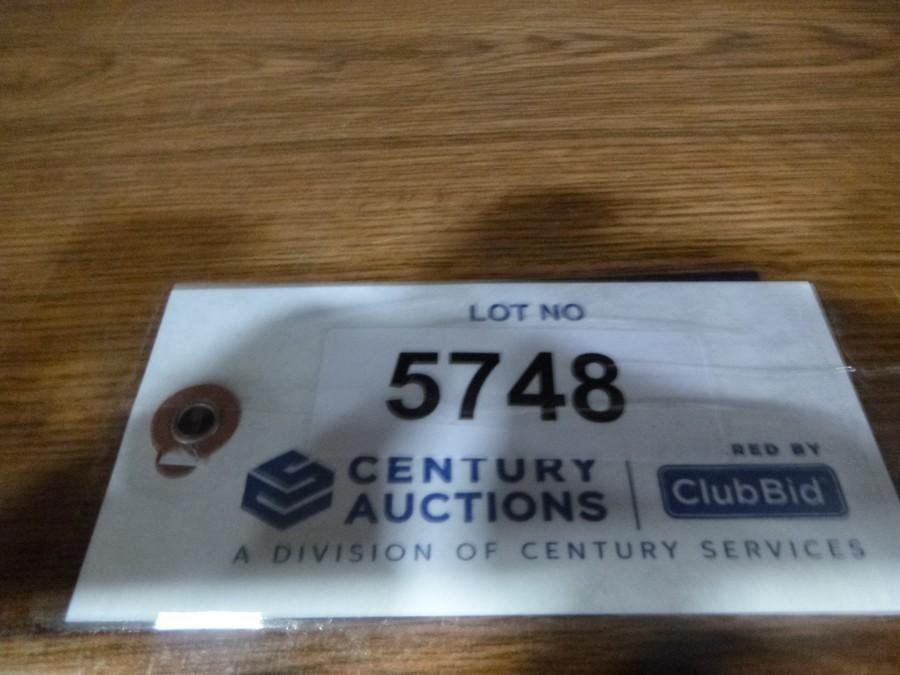 LOT NO
5748
CENTURY
AUCTIONS
RED BY
ClubBid
A DIVISION OF CENTURY SERVICES